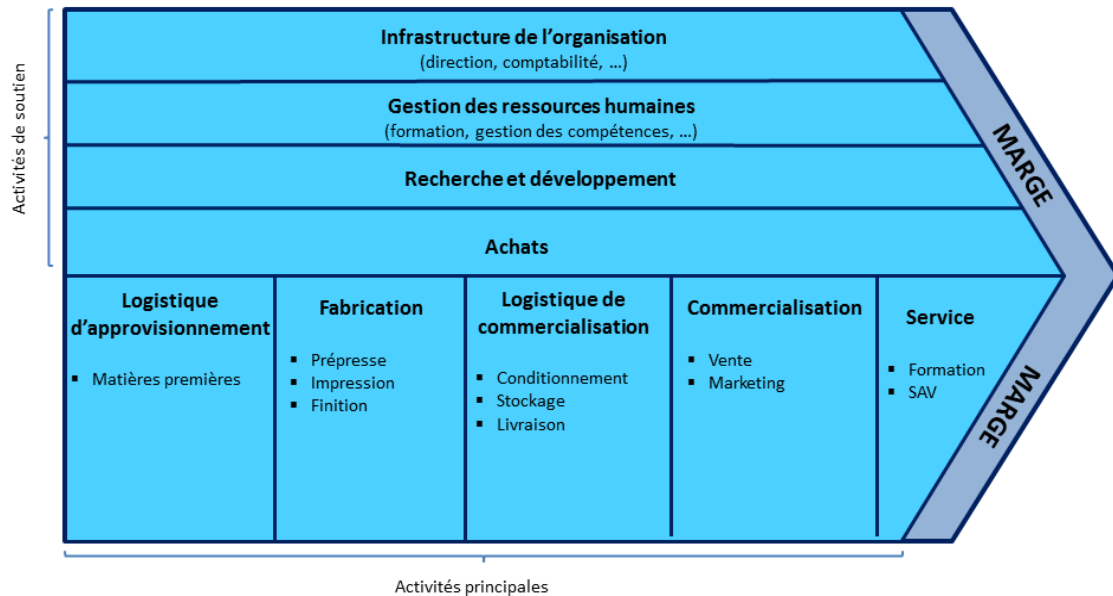 Activités de soutien
Infrastructure de l’organisation
(direction, comptabilité, …)
Gestion des ressources humaines
(formation, gestion des compétences, …)
Recherche et développement
Achats
MARGE
Logistique
d’approvisionnement
▪ Matières premières
Fabrication
▪ Prépresse
▪ Impression
▪ Finition
Logistique de
commercialisation
▪ Conditionnement
▪ Stockage
▪ Livraison
Commercialisation
▪ Vente
▪ Marketing
Service
▪ Formation
▪ SAV
MARGE
Activités principales